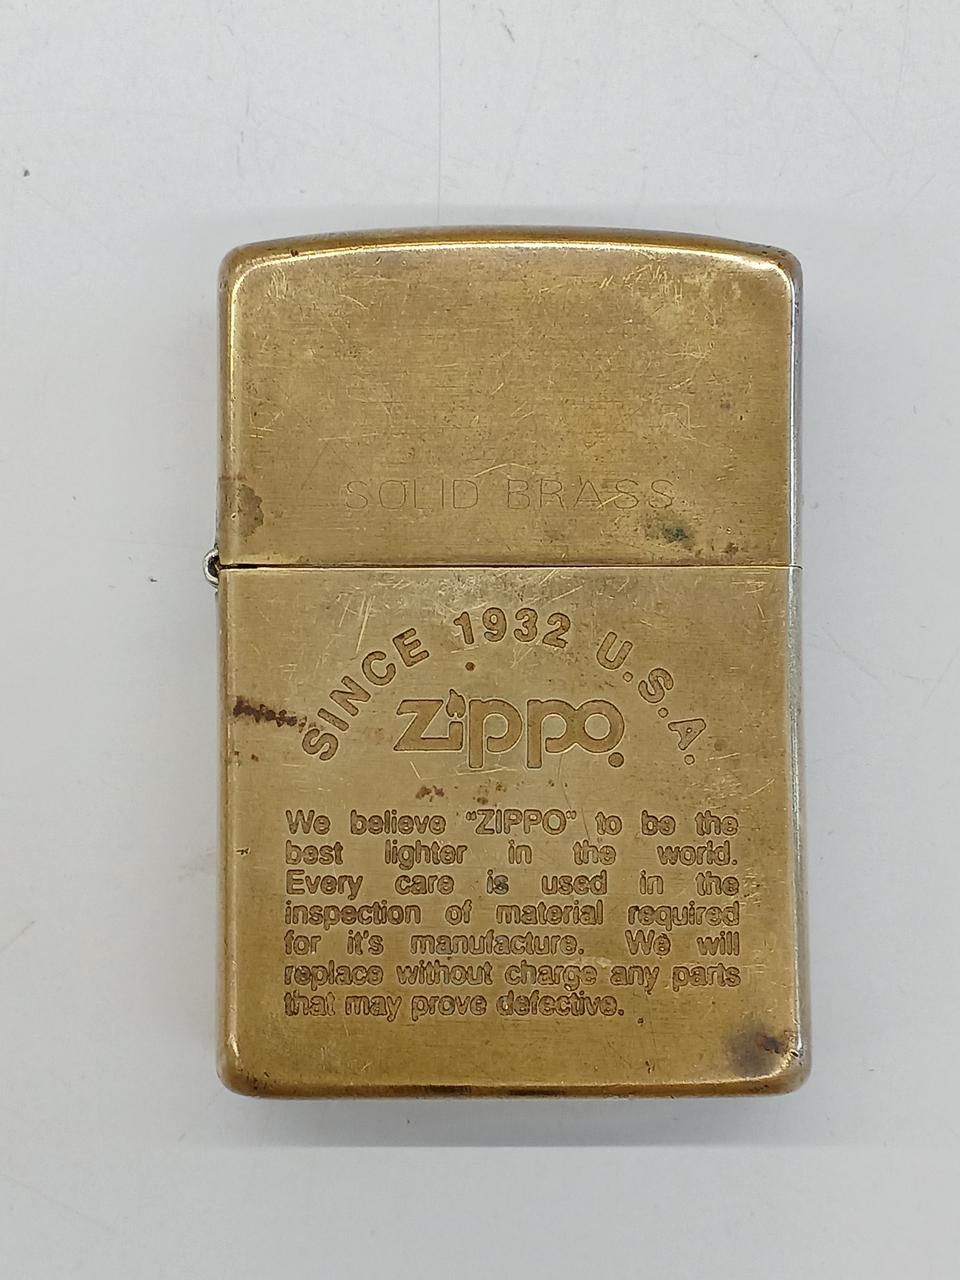 SOLID BRASS
SINCE 1932 U.S.A.
zippo
We believe "ZIPPO" to be the
best lighter in the world.
Every care is used in the
inspection of material required
for it's manufacture. We will
replace without charge any parts
that may prove defective.